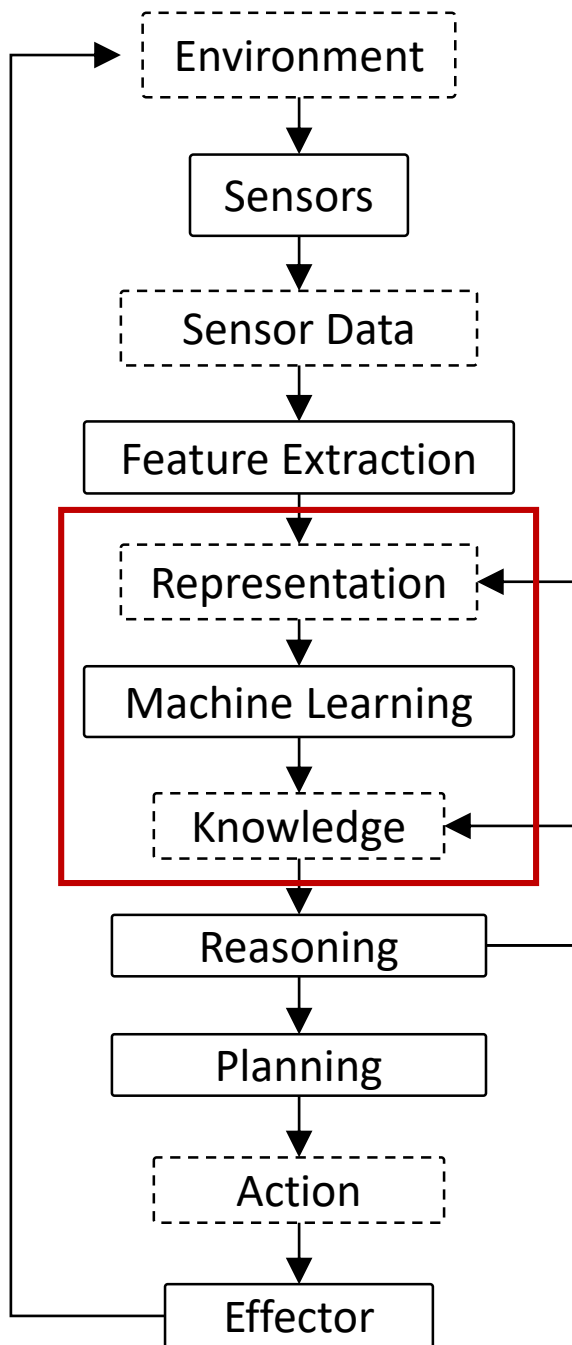 Environment
Sensors
Sensor Data
Feature Extraction
Representation
Machine Learning
Knowledge
Reasoning
Planning
Action
Effector